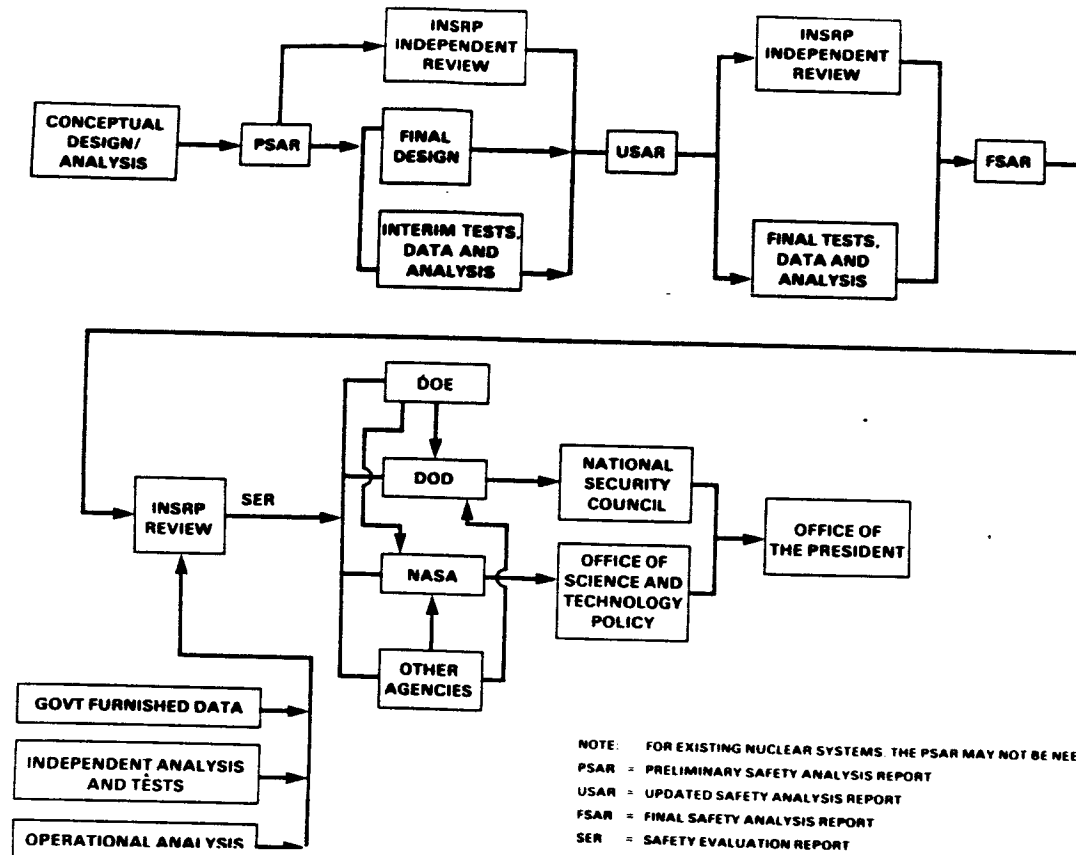 INSRP
INDEPENDENT
REVIEW
INSRP
INDEPENDENT
REVIEW
CONCEPTUAL
DESIGN/
ANALYSIS
PSAR
FINAL
DESIGN
USAR
FSAR
INTERIM TESTS,
DATA AND
ANALYSIS
FINAL TESTS,
DATA AND
ANALYSIS
DOE
DOD
NATIONAL
SECURITY
COUNCIL
INSRP
REVIEW
SER
OFFICE OF
THE PRESIDENT
NASA
OFFICE OF
SCIENCE AND
TECHNOLOGY
POLICY
OTHER
AGENCIES
GOVT FURNISHED DATA
INDEPENDENT ANALYSIS
AND TESTS
OPERATIONAL ANALYSIS
NOTE: FOR EXISTING NUCLEAR SYSTEMS. THE PSAR MAY NOT BE NEE
PSAR = PRELIMINARY SAFETY ANALYSIS REPORT
USAR = UPDATED SAFETY ANALYSIS REPORT
FSAR = FINAL SAFETY ANALYSIS REPORT
SER = SAFETY EVALUATION REPORT